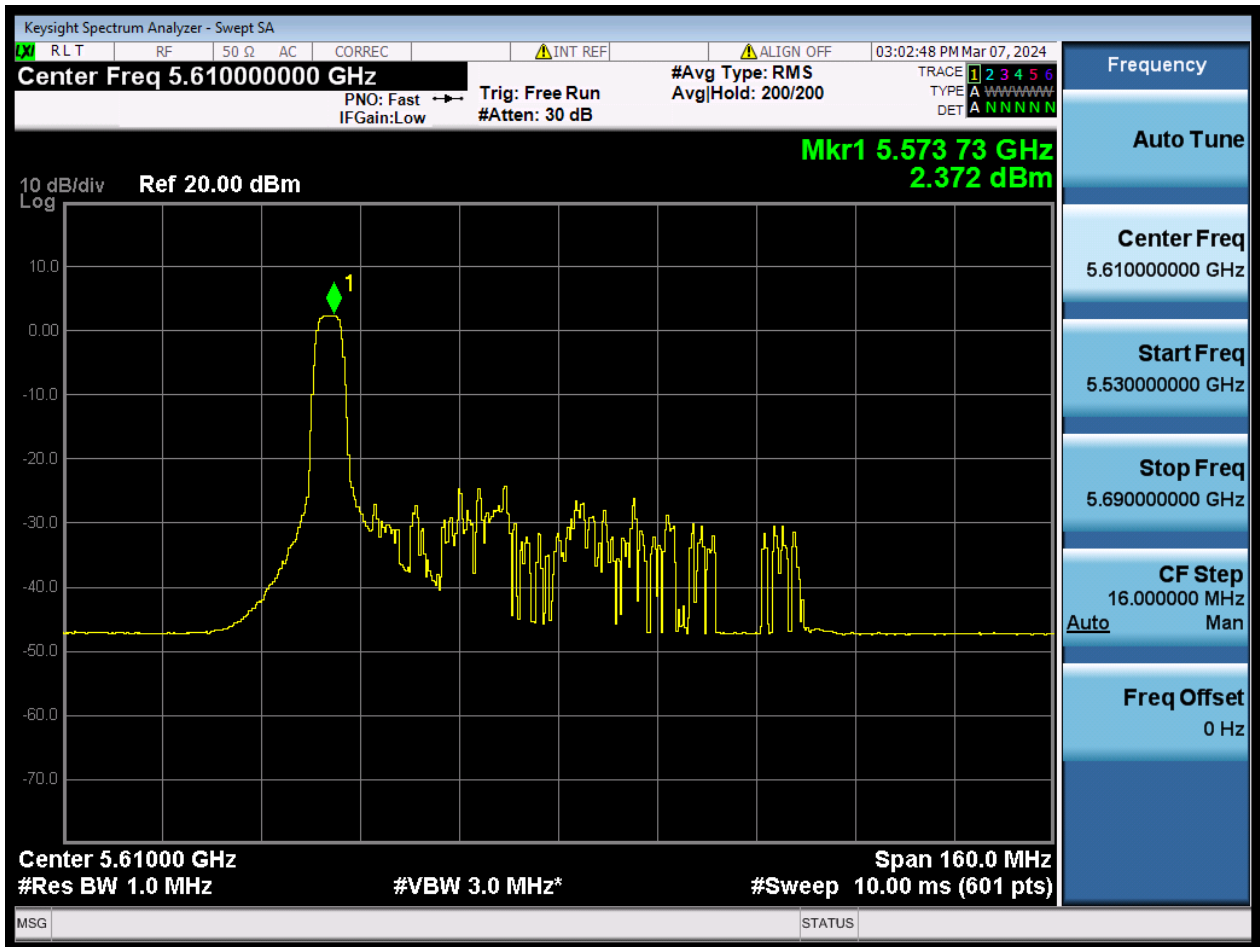 Keysight Spectrum Analyzer - Swept SA
LXI RLT RF 50 Ω AC CORREC INT REF ALIGN OFF 03:02:48 PM Mar 07, 2024
Center Freq 5.610000000 GHz
PNO: Fast
IFGain:Low
Trig: Free Run
#Atten: 30 dB
#Avg Type: RMS
Avg|Hold: 200/200
TRACE 1 2 3 4 5 6
TYPE A WWWWW
DET A N N N N N
Mkr1 5.573 73 GHz
2.372 dBm
10 dB/div Ref 20.00 dBm
Log
1
10.0
0.00
-10.0
-20.0
-30.0
-40.0
-50.0
-60.0
-70.0
Center 5.61000 GHz Span 160.0 MHz
#Res BW 1.0 MHz #VBW 3.0 MHz* #Sweep 10.00 ms (601 pts)
MSG STATUS
Frequency
Auto Tune
Center Freq
5.610000000 GHz
Start Freq
5.530000000 GHz
Stop Freq
5.690000000 GHz
CF Step
16.000000 MHz
Auto Man
Freq Offset
0 Hz